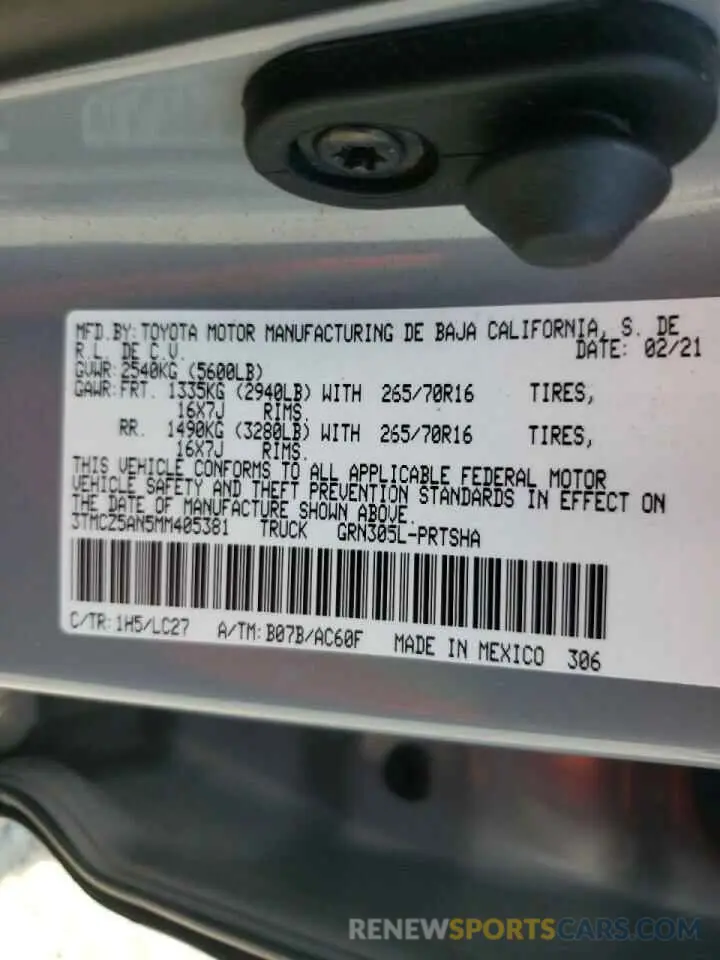 MFD.BY: TOYOTA MOTOR MANUFACTURING DE BAJA CALIFORNIA, S. DE
R.L. DE C.V. DATE: 02/21
GVWR: 2540KG (5600LB)
GAWR: FRT. 1335KG (2940LB) WITH 265/70R16 TIRES,
16X7J RIMS.
RR. 1490KG (3280LB) WITH 265/70R16 TIRES,
16X7J RIMS.
THIS VEHICLE CONFORMS TO ALL APPLICABLE FEDERAL MOTOR
VEHICLE SAFETY AND THEFT PREVENTION STANDARDS IN EFFECT ON
THE DATE OF MANUFACTURE SHOWN ABOVE.
3TMCZ5AN5MM405381 TRUCK GRN305L-PRTSHA
C/TR: 1H5/LC27 A/TM: B07B/AC60F MADE IN MEXICO 306
RENEWSPORTSCARS.COM